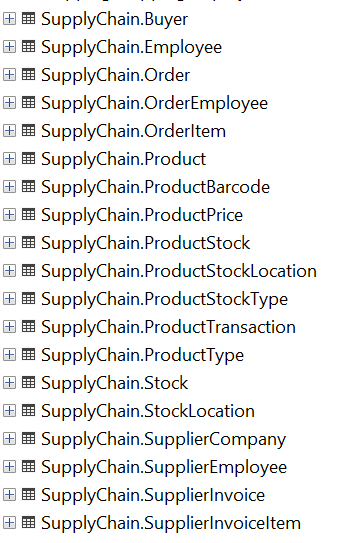 SupplyChain.Buyer
SupplyChain.Employee
SupplyChain.Order
SupplyChain.OrderEmployee
SupplyChain.OrderItem
SupplyChain.Product
SupplyChain.ProductBarcode
SupplyChain.ProductPrice
SupplyChain.ProductStock
SupplyChain.ProductStockLocation
SupplyChain.ProductStockType
SupplyChain.ProductTransaction
SupplyChain.ProductType
SupplyChain.Stock
SupplyChain.StockLocation
SupplyChain.SupplierCompany
SupplyChain.SupplierEmployee
SupplyChain.SupplierInvoice
SupplyChain.SupplierInvoiceItem